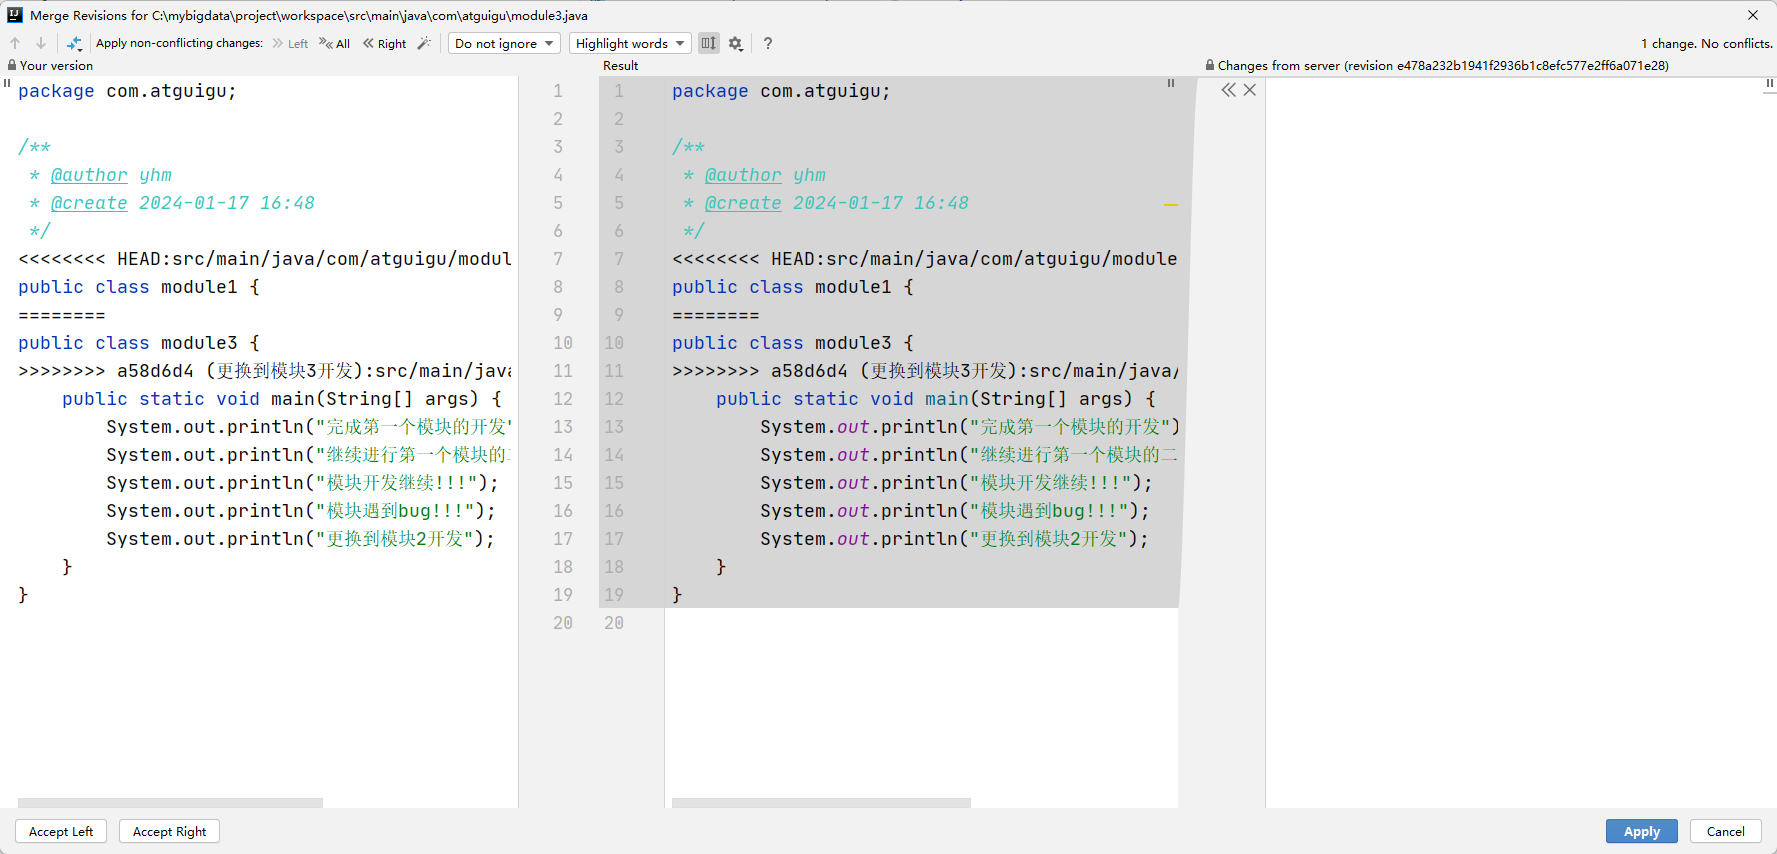 Merge Revisions for C:\mybigdata\project\workspace\src\main\java\com\atguigu\module3.java
Apply non-conflicting changes: Left All Right Do not ignore Highlight words ? 1 change. No conflicts.
Your version
Result
Changes from server (revision e478a232b1941f2936b1c8efc577e2ff6a071e28)
package com.atguigu;
/**
* @author yhm
* @create 2024-01-17 16:48
*/
<<<<<<<< HEAD:src/main/java/com/atguigu/modul
public class module1 {
========
public class module3 {
>>>>>>>> a58d6d4 (更换到模块3开发):src/main/java
public static void main(String[] args) {
System.out.println("完成第一个模块的开发"
System.out.println("继续进行第一个模块的
System.out.println("模块开发继续!!!");
System.out.println("模块遇到bug!!!");
System.out.println("更换到模块2开发");
}
}
1 1
2 2
3 3
4 4
5 5
6 6
7 7
8 8
9 9
10 10
11 11
12 12
13 13
14 14
15 15
16 16
17 17
18 18
19 19
20 20
package com.atguigu;
/**
* @author yhm
* @create 2024-01-17 16:48
*/
<<<<<<<< HEAD:src/main/java/com/atguigu/module
public class module1 {
========
public class module3 {
>>>>>>>> a58d6d4 (更换到模块3开发):src/main/java/
public static void main(String[] args) {
System.out.println("完成第一个模块的开发")
System.out.println("继续进行第一个模块的二
System.out.println("模块开发继续!!!");
System.out.println("模块遇到bug!!!");
System.out.println("更换到模块2开发");
}
}
Accept Left Accept Right Apply Cancel